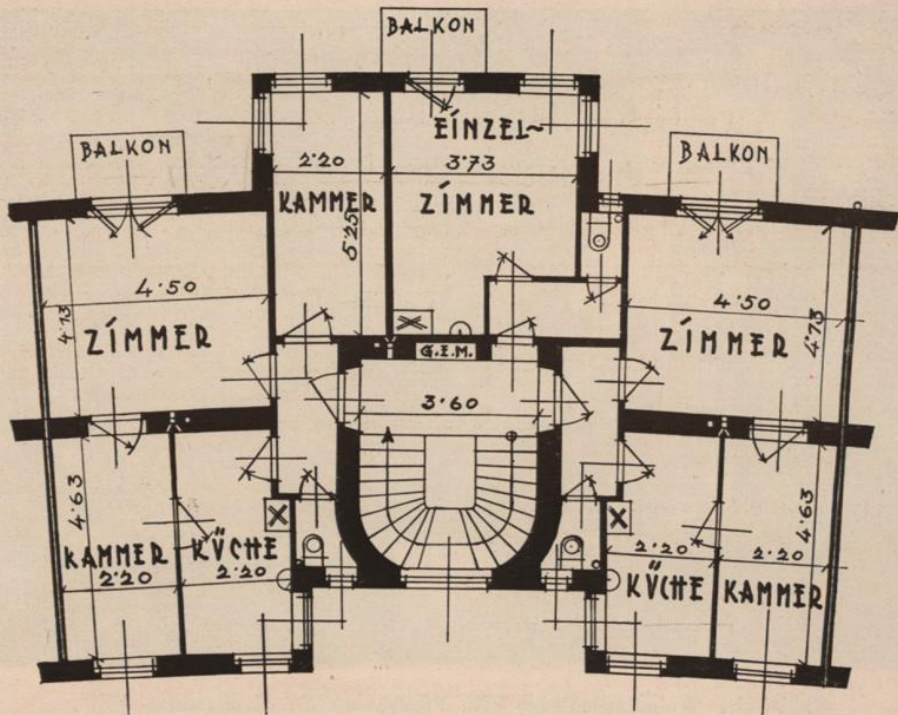 BALKON
BALKON
BALKON
EINZEL~
ZIMMER
3·73
2·20
KAMMER
5·25
4·50
ZIMMER
4·73
4·50
ZIMMER
4·73
G.E.M.
3·60
4·63
KAMMER
2·20
KÜCHE
2·20
2·20
KÜCHE
2·20
KAMMER
4·63